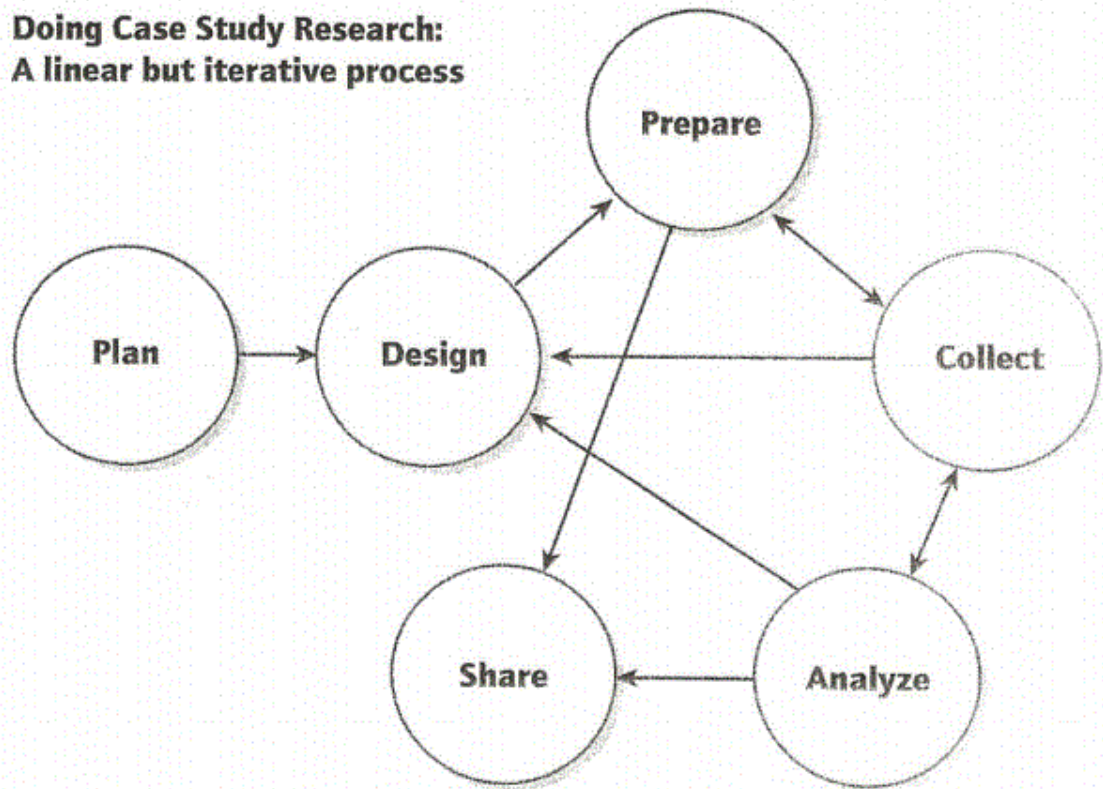 Doing Case Study Research:
A linear but iterative process
Prepare
Plan
Design
Collect
Share
Analyze